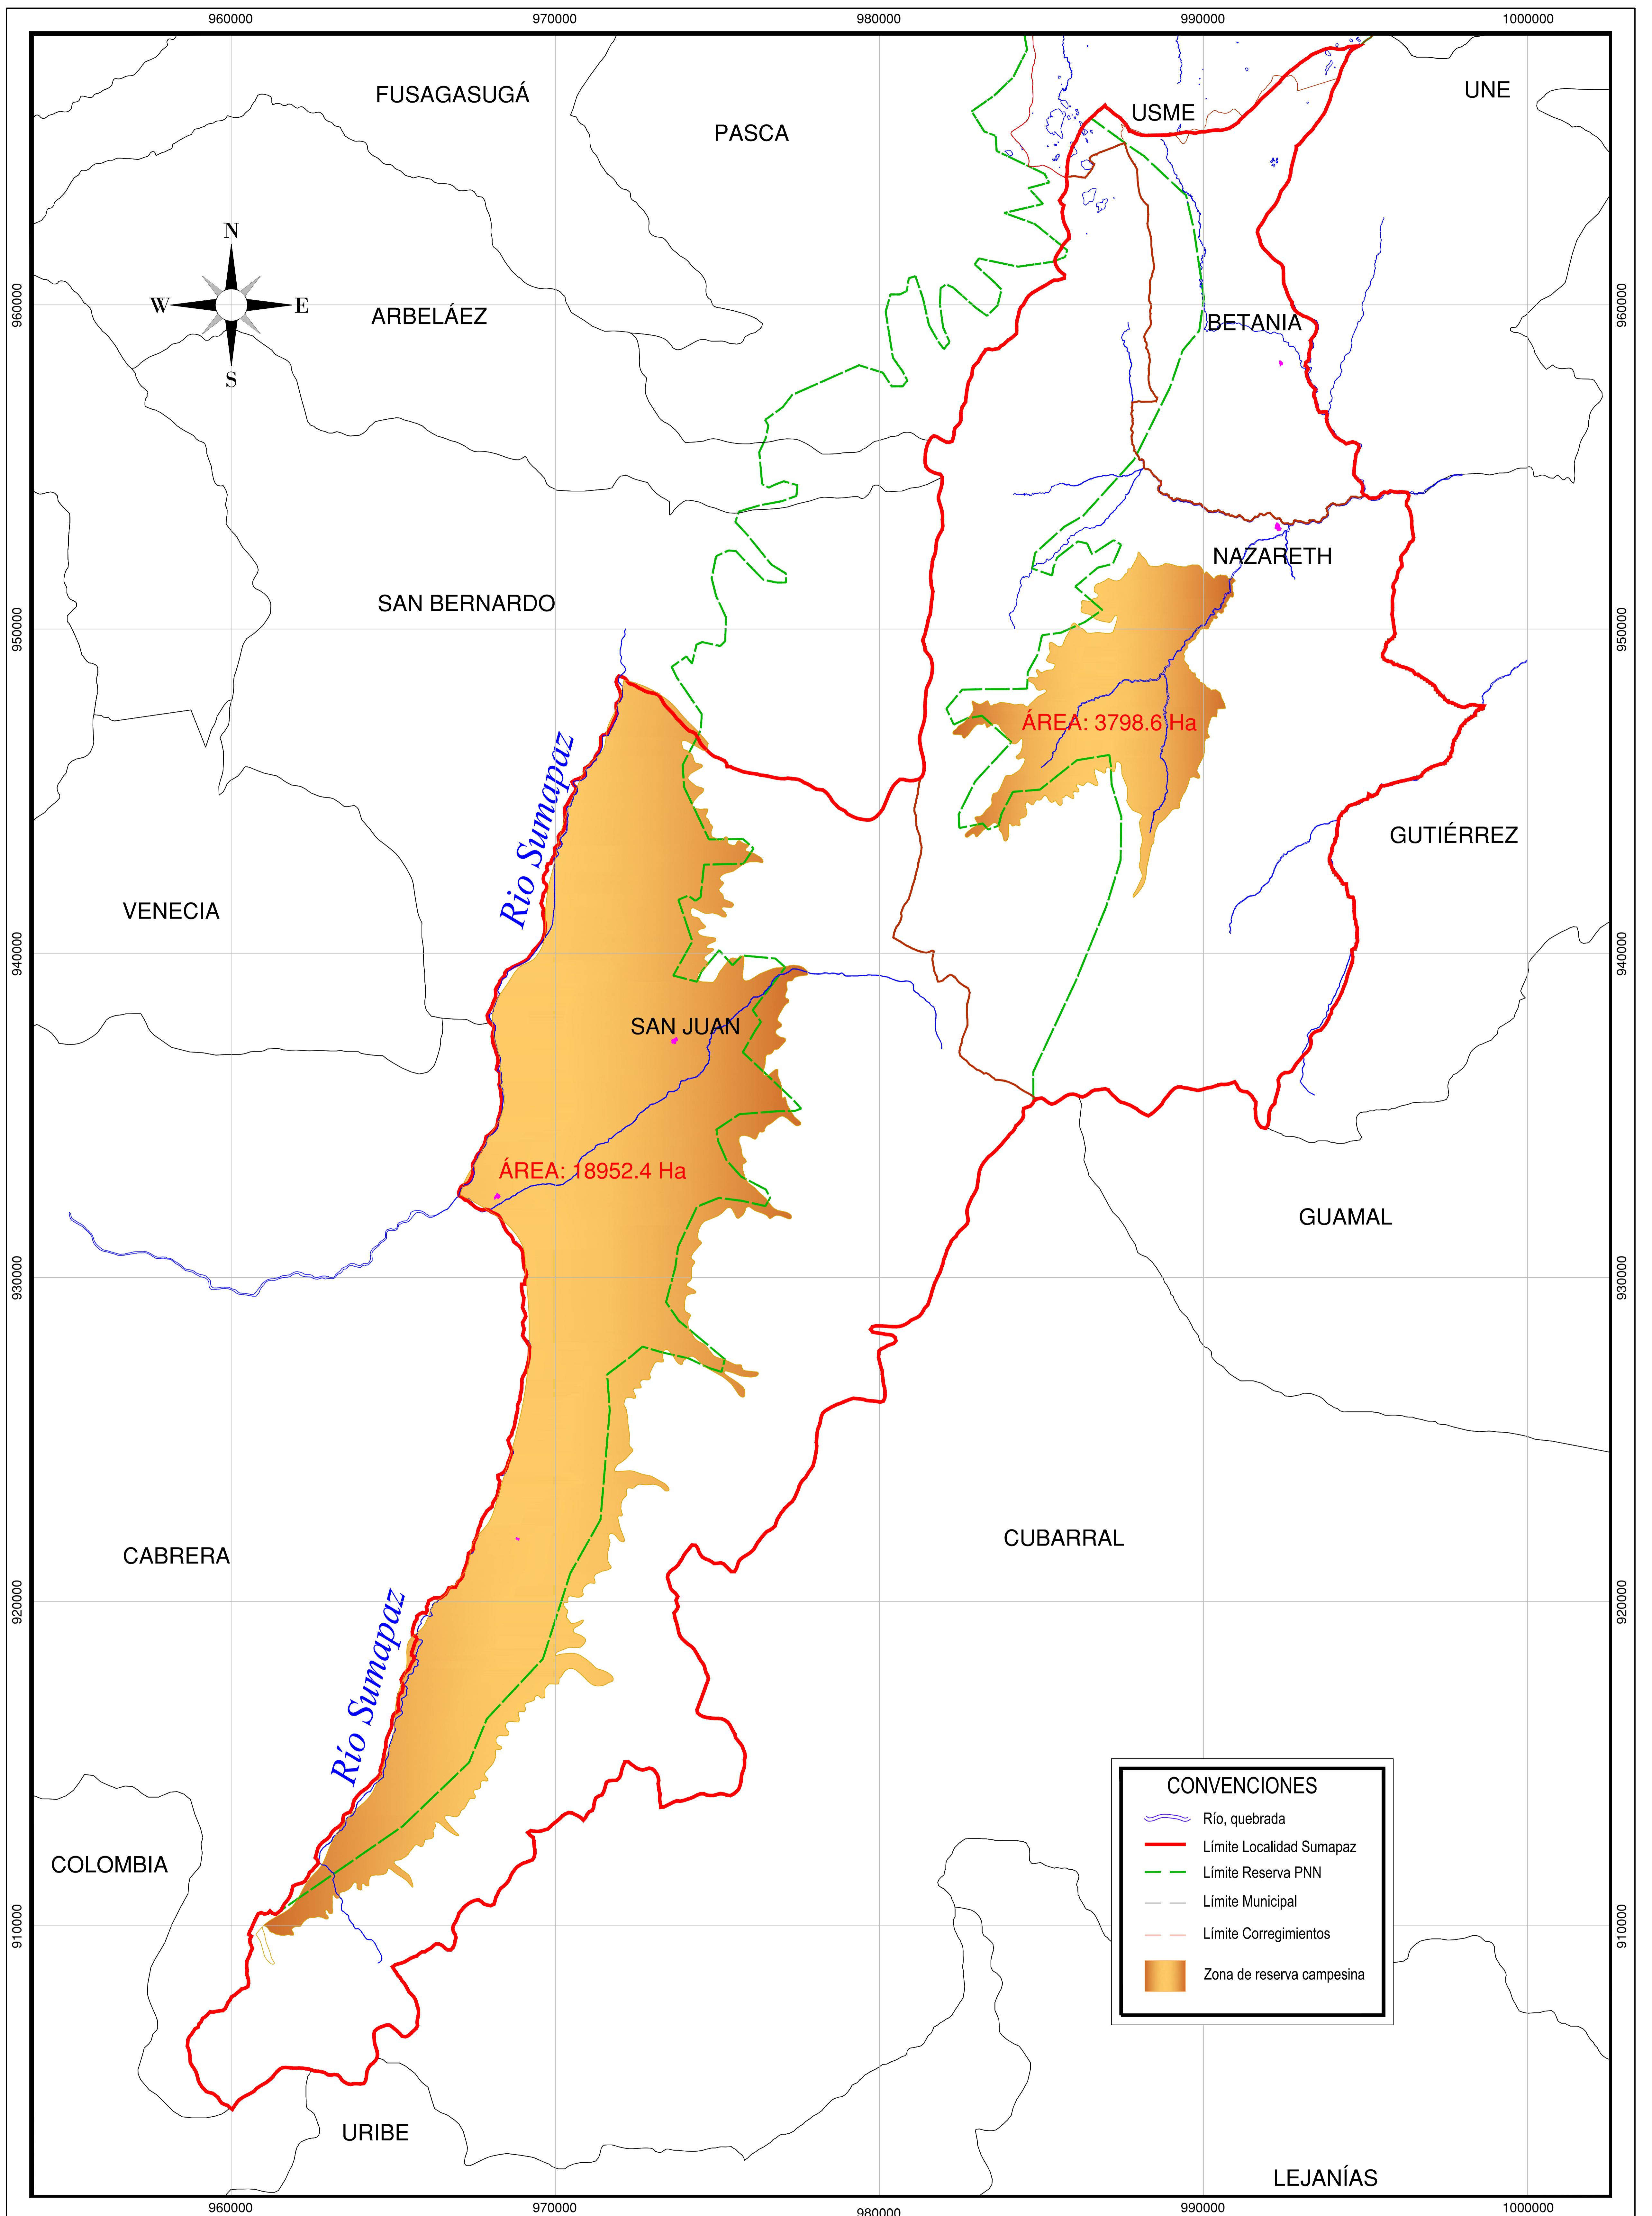 960000
970000
980000
990000
1000000
FUSAGASUGÁ
UNE
USME
PASCA
N
W
E
S
960000
960000
ARBELÁEZ
BETANIA
NAZARETH
SAN BERNARDO
950000
950000
ÁREA: 3798.6 Ha
Rio Sumapaz
GUTIÉRREZ
VENECIA
940000
940000
SAN JUAN
ÁREA: 18952.4 Ha
GUAMAL
930000
930000
CUBARRAL
CABRERA
920000
920000
Río Sumapaz
CONVENCIONES
Río, quebrada
Límite Localidad Sumapaz
Límite Reserva PNN
Límite Municipal
Límite Corregimientos
Zona de reserva campesina
COLOMBIA
910000
910000
URIBE
LEJANÍAS
960000
970000
980000
990000
1000000